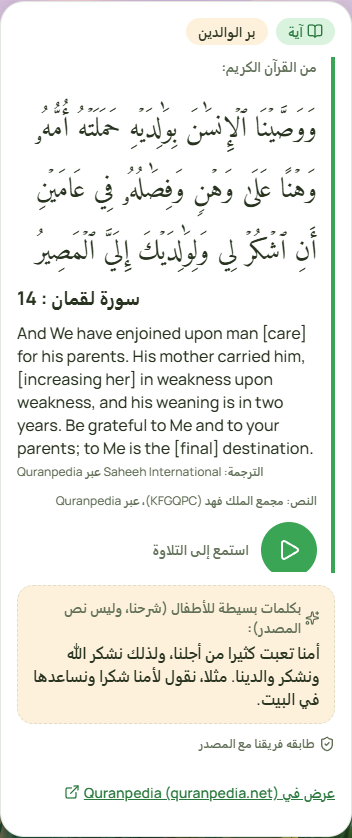 آية
بر الوالدين
من القرآن الكريم:
وَوَصَّيْنَا ٱلْإِنسَٰنَ بِوَٰلِدَيْهِ حَمَلَتْهُ أُمُّهُۥ
وَهْنًا عَلَىٰ وَهْنٍ وَفِصَٰلُهُۥ فِي عَامَيْنِ
أَنِ ٱشْكُرْ لِي وَلِوَٰلِدَيْكَ إِلَيَّ ٱلْمَصِيرُ
سورة لقمان : 14
And We have enjoined upon man [care]
for his parents. His mother carried him,
[increasing her] in weakness upon
weakness, and his weaning is in two
years. Be grateful to Me and to your
parents; to Me is the [final] destination.
الترجمة: Saheeh International عبر Quranpedia
النص: مجمع الملك فهد (KFGQPC)، عبر Quranpedia
استمع إلى التلاوة
بكلمات بسيطة للأطفال (شرحنا، وليس نص
المصدر):
أمنا تعبت كثيرا من أجلنا، ولذلك نشكر الله
ونشكر والدينا. مثلا، نقول لأمنا شكرا ونساعدها
في البيت.
طابقه فريقنا مع المصدر
عرض في Quranpedia (quranpedia.net)